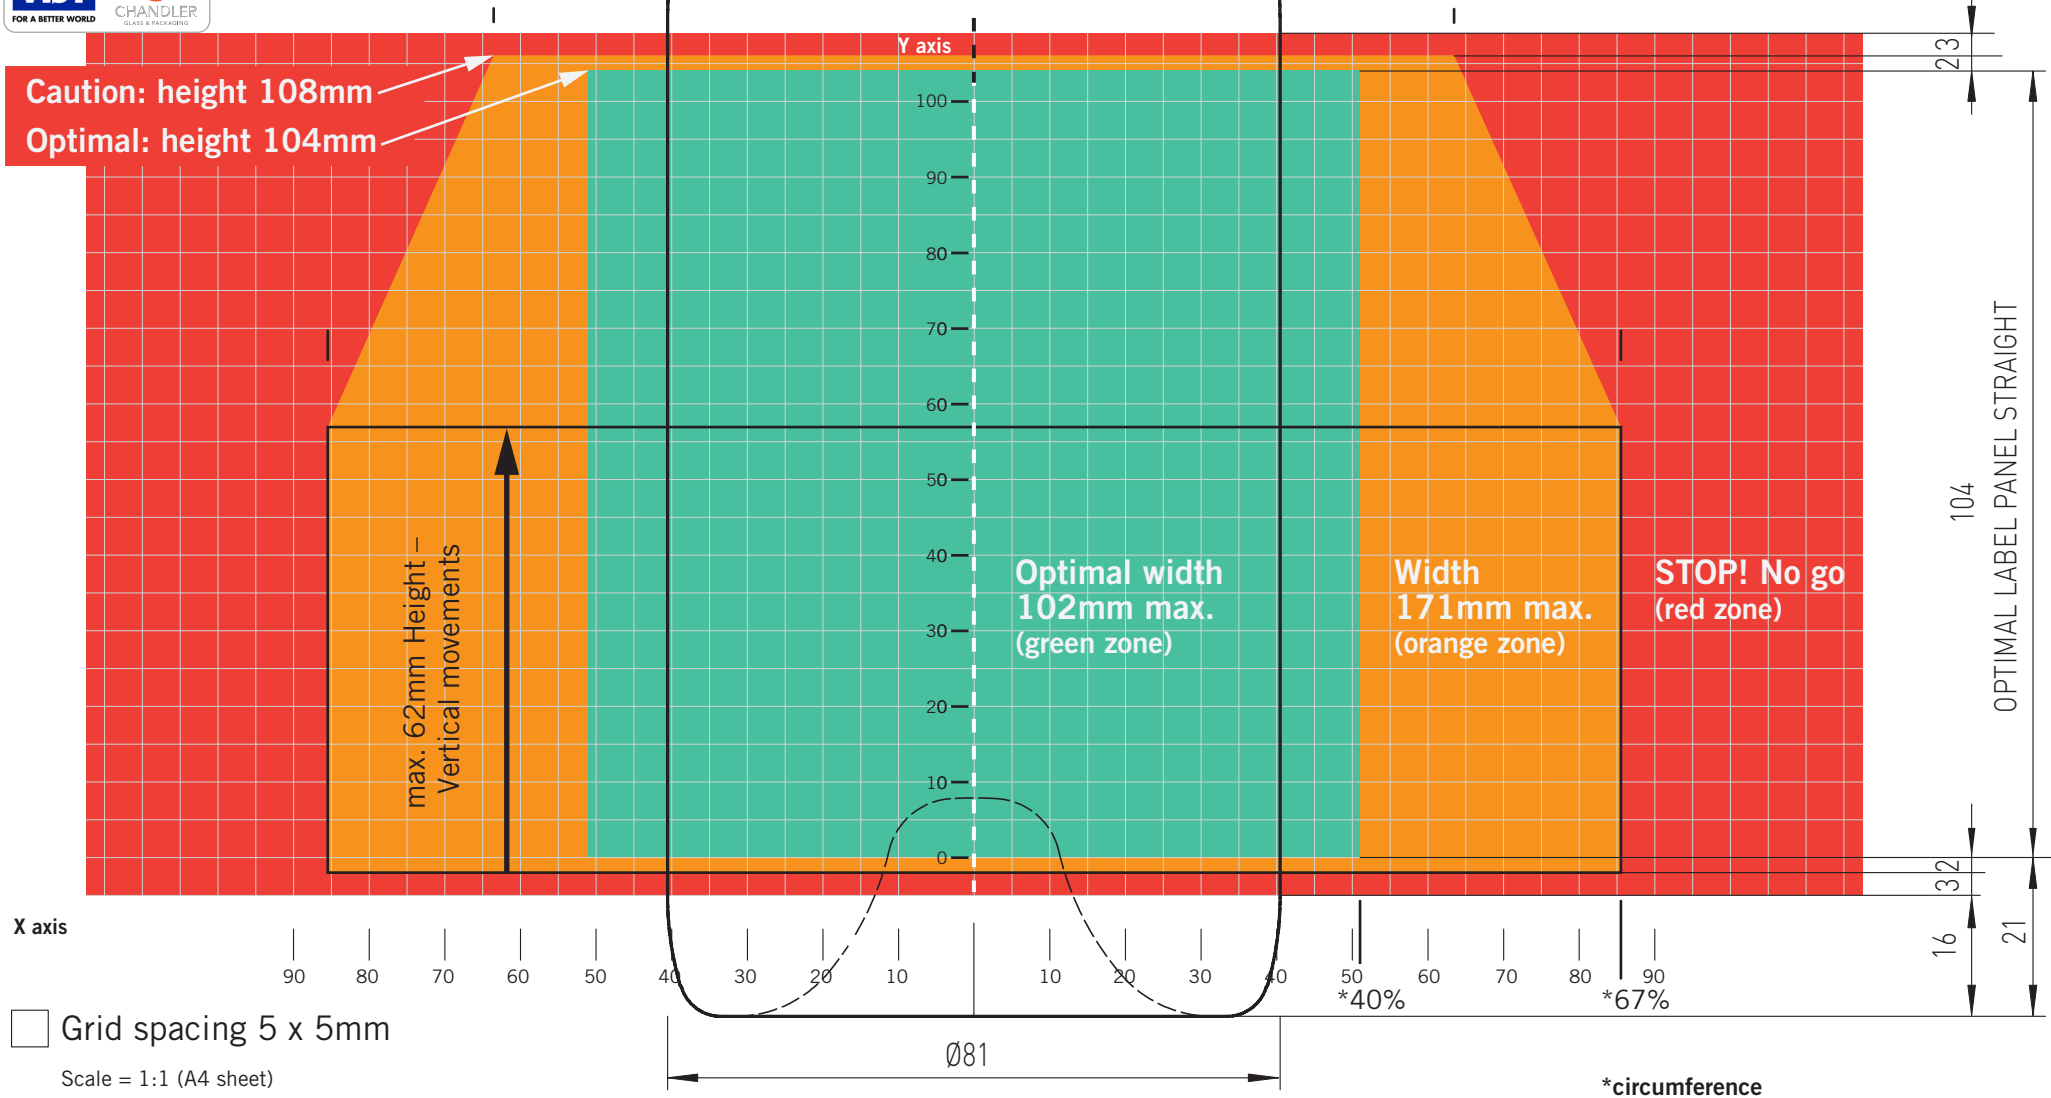 FOR A BETTER WORLD
CHANDLER
GLASS & PACKAGING
Y axis
Caution: height 108mm
Optimal: height 104mm
100
90
80
70
60
50
40
30
20
10
0
max. 62mm Height –
Vertical movements
Optimal width
102mm max.
(green zone)
Width
171mm max.
(orange zone)
STOP! No go
(red zone)
23
104
OPTIMAL LABEL PANEL STRAIGHT
32
16
21
X axis
90 80 70 60 50 40 30 20 10 10 20 30 40 50 60 70 80 90
*40% *67%
Grid spacing 5 x 5mm
Scale = 1:1 (A4 sheet)
Ø81
*circumference